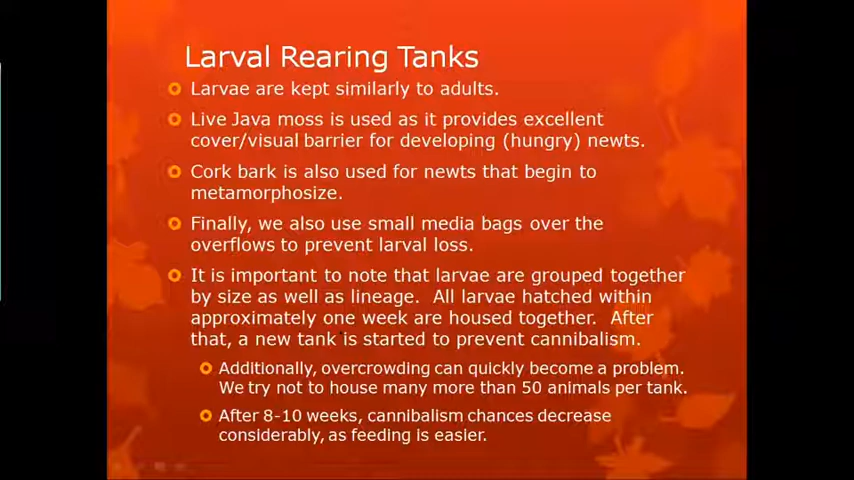 Larval Rearing Tanks
Larvae are kept similarly to adults.
Live Java moss is used as it provides excellent
cover/visual barrier for developing (hungry) newts.
Cork bark is also used for newts that begin to
metamorphosize.
Finally, we also use small media bags over the
overflows to prevent larval loss.
It is important to note that larvae are grouped together
by size as well as lineage.  All larvae hatched within
approximately one week are housed together.  After
that, a new tank is started to prevent cannibalism.
Additionally, overcrowding can quickly become a problem.
We try not to house many more than 50 animals per tank.
After 8-10 weeks, cannibalism chances decrease
considerably, as feeding is easier.